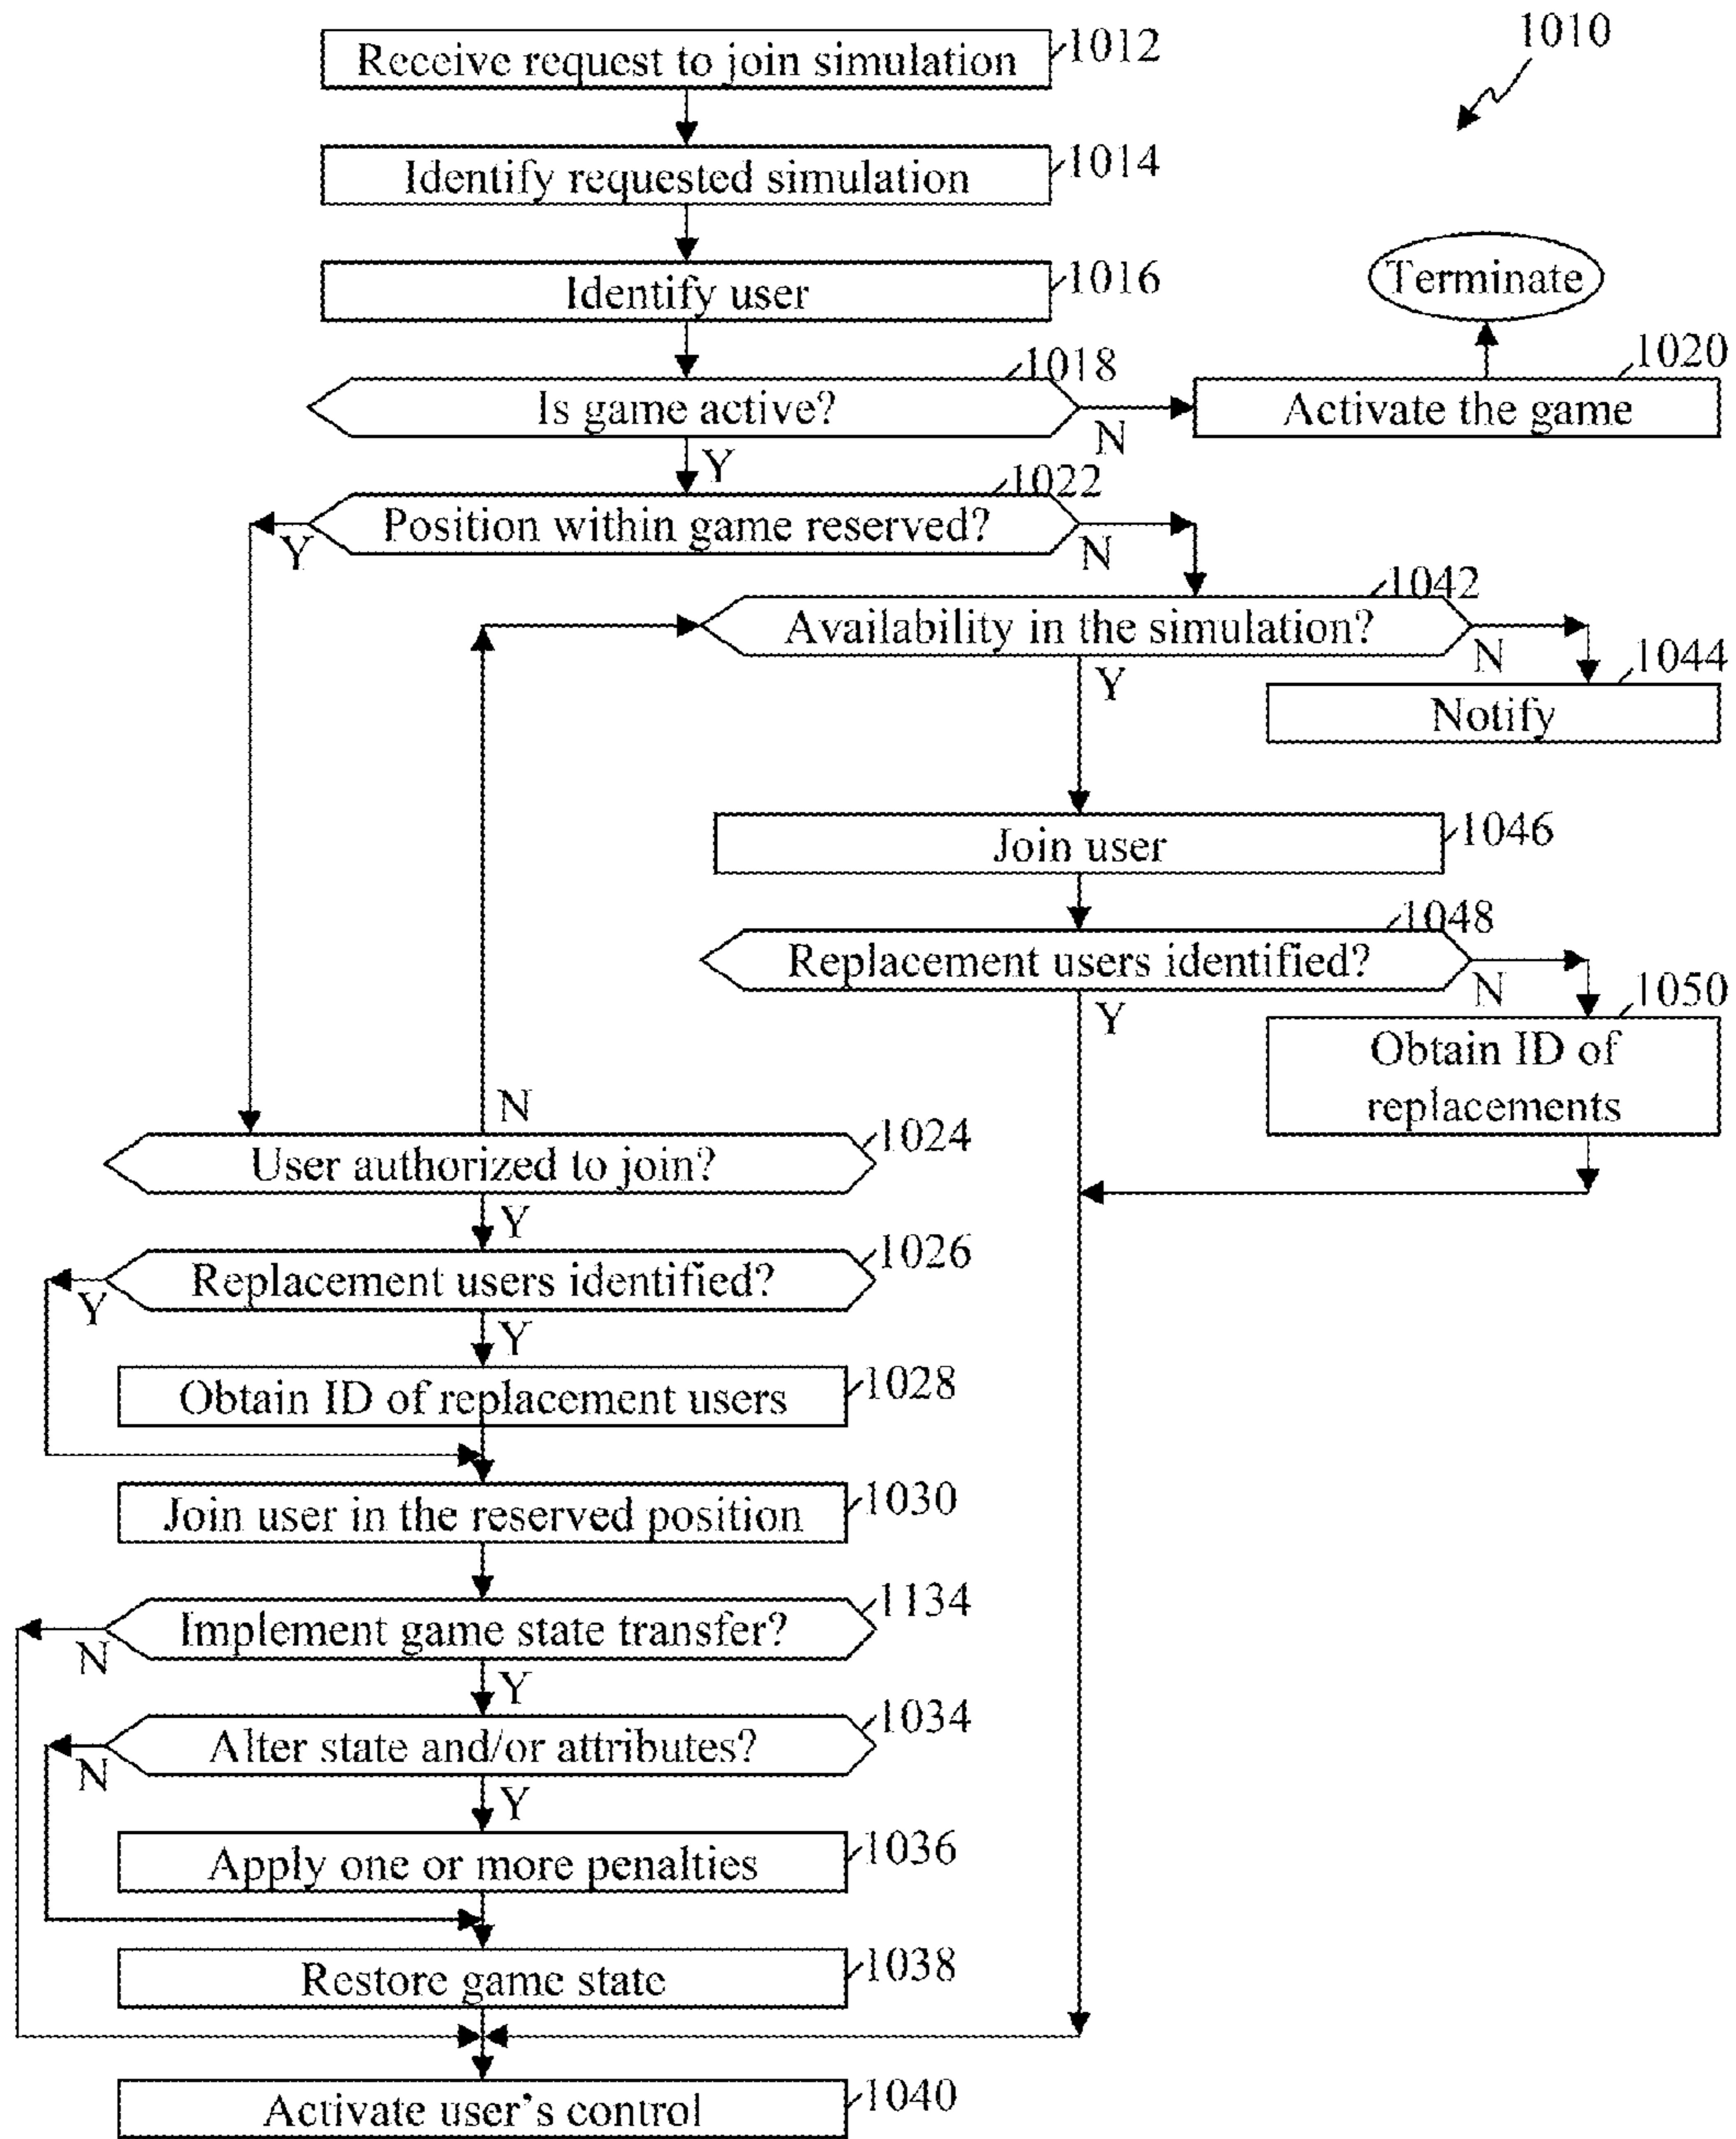 1010
Receive request to join simulation 1012
Identify requested simulation 1014
Identify user 1016
Terminate
Is game active? 1018
N
Y
Activate the game 1020
Position within game reserved? 1022
Y
N
Availability in the simulation? 1042
N
Y
Notify 1044
Join user 1046
Replacement users identified? 1048
N
Y
Obtain ID of
replacements
1050
N
User authorized to join? 1024
Y
Replacement users identified? 1026
Y
Y
Obtain ID of replacement users 1028
Join user in the reserved position 1030
Implement game state transfer? 1134
N
Y
Alter state and/or attributes? 1034
N
Y
Apply one or more penalties 1036
Restore game state 1038
Activate user's control 1040